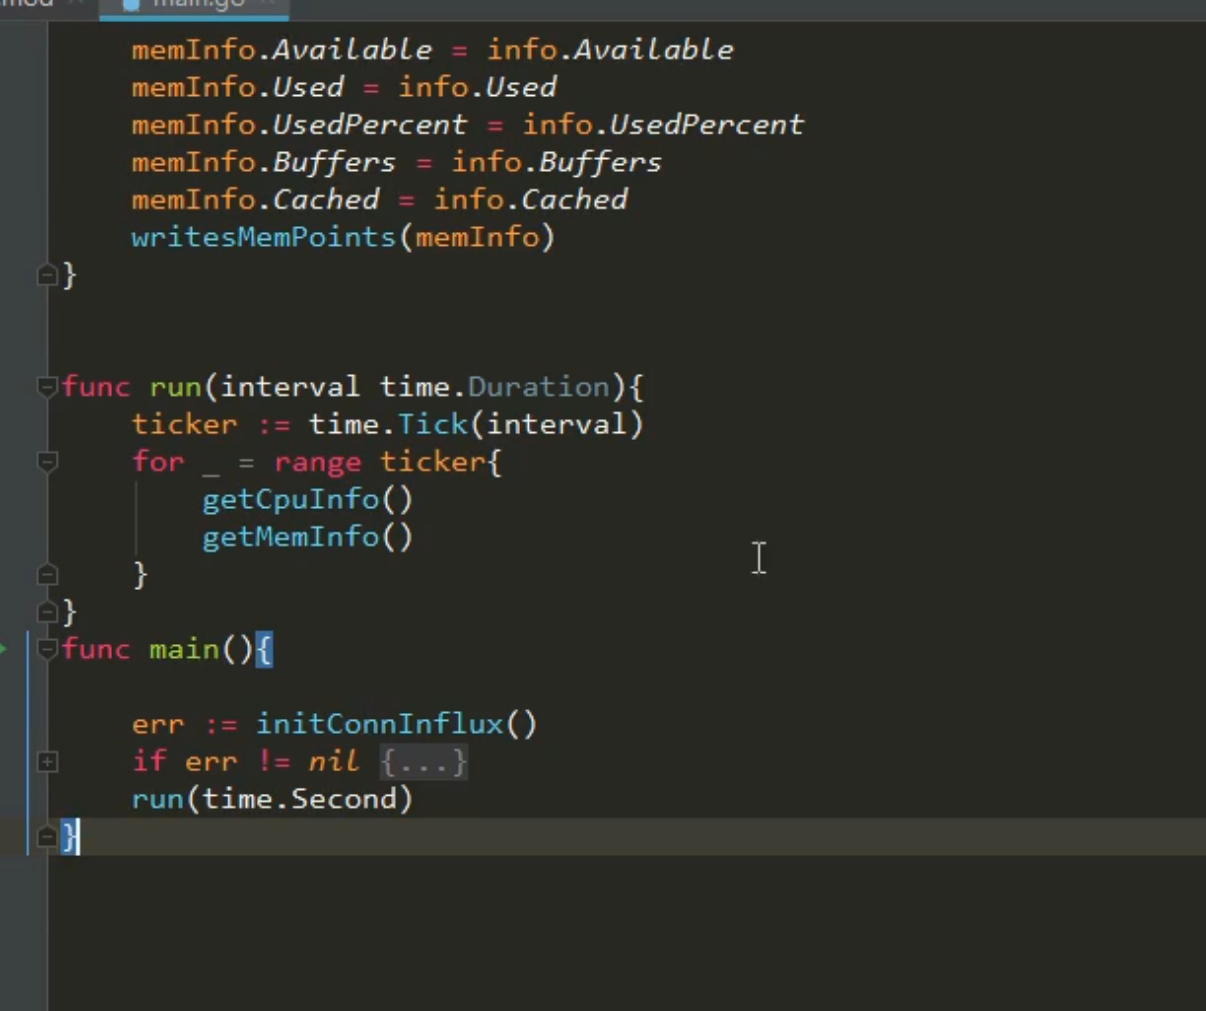 mod main.go
memInfo.Available = info.Available
memInfo.Used = info.Used
memInfo.UsedPercent = info.UsedPercent
memInfo.Buffers = info.Buffers
memInfo.Cached = info.Cached
writesMemPoints(memInfo)
}
func run(interval time.Duration){
ticker := time.Tick(interval)
for _ = range ticker{
getCpuInfo()
getMemInfo()
}
}
func main(){
err := initConnInflux()
if err != nil {...}
run(time.Second)
}